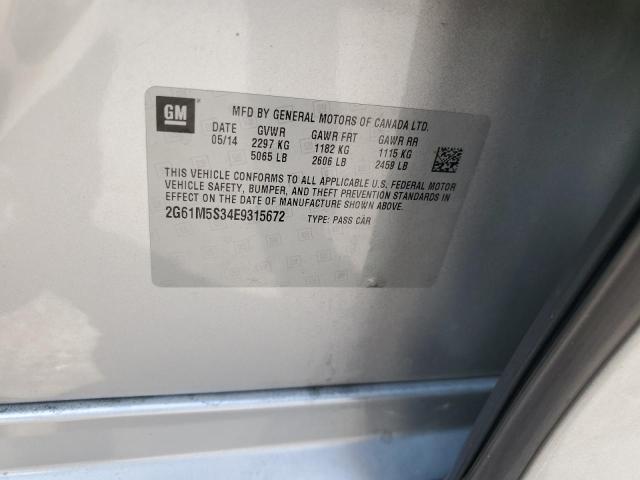 GM
MFD BY GENERAL MOTORS OF CANADA LTD.
DATE GVWR GAWR FRT GAWR RR
05/14 2297 KG 1182 KG 1115 KG
5065 LB 2606 LB 2459 LB
THIS VEHICLE CONFORMS TO ALL APPLICABLE U.S. FEDERAL MOTOR
VEHICLE SAFETY, BUMPER, AND THEFT PREVENTION STANDARDS IN
EFFECT ON THE DATE OF MANUFACTURE SHOWN ABOVE.
2G61M5S34E9315672 TYPE: PASS CAR